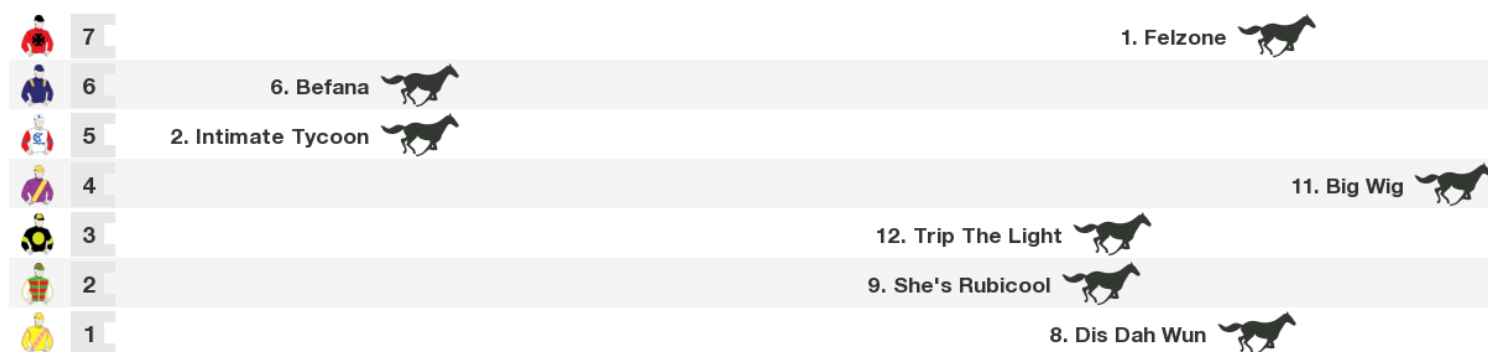 7 1. Felzone
6 6. Befana
5 2. Intimate Tycoon
4 11. Big Wig
3 12. Trip The Light
2 9. She's Rubicool
1 8. Dis Dah Wun